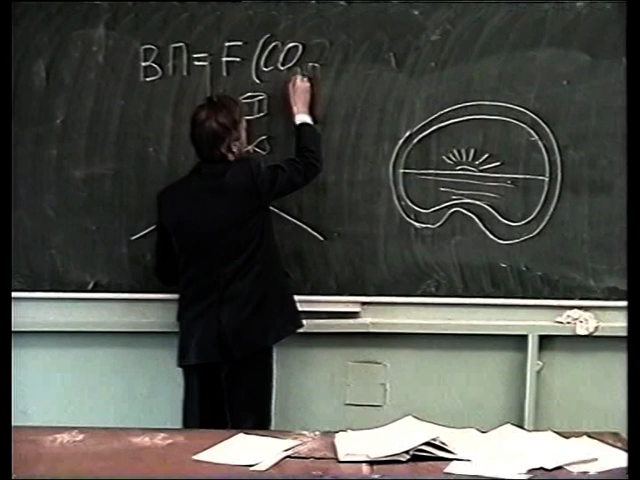 ВП = F (СО